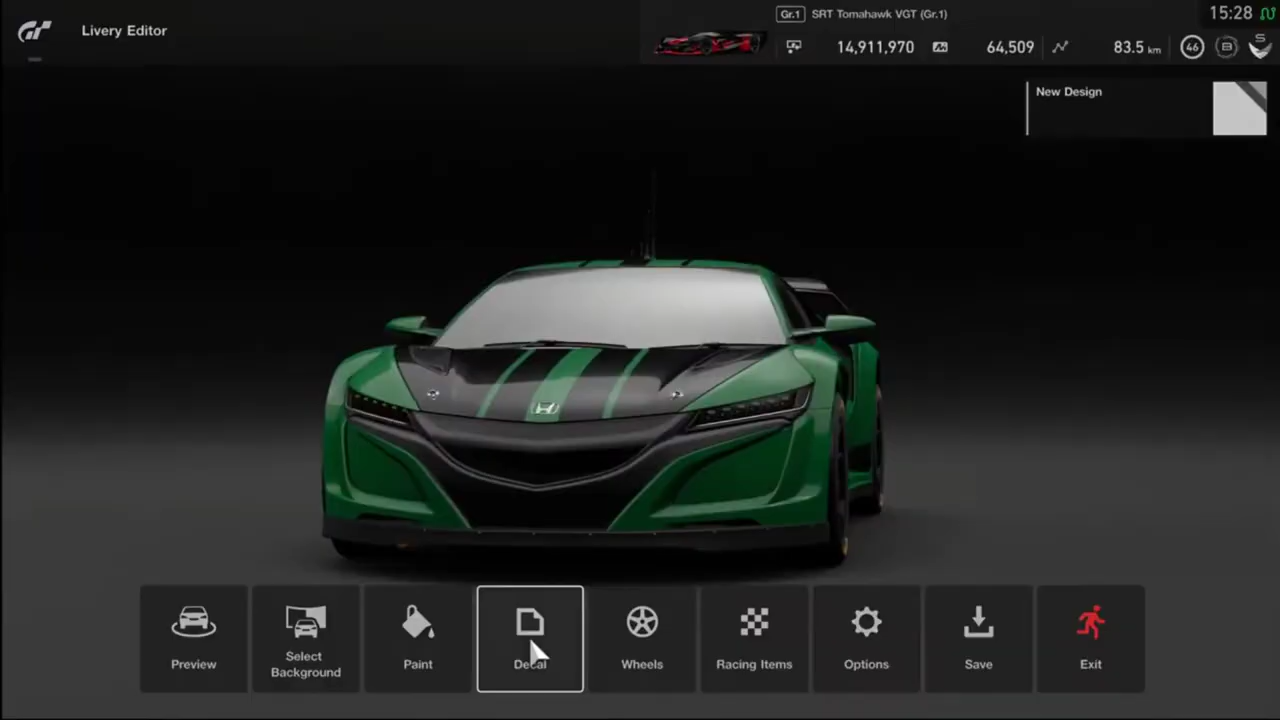 Livery Editor
Gr.1 SRT Tomahawk VGT (Gr.1)
15:28
14,911,970
64,509
83.5 km
46
B
S
New Design
Preview
Select
Background
Paint
Decal
Wheels
Racing Items
Options
Save
Exit